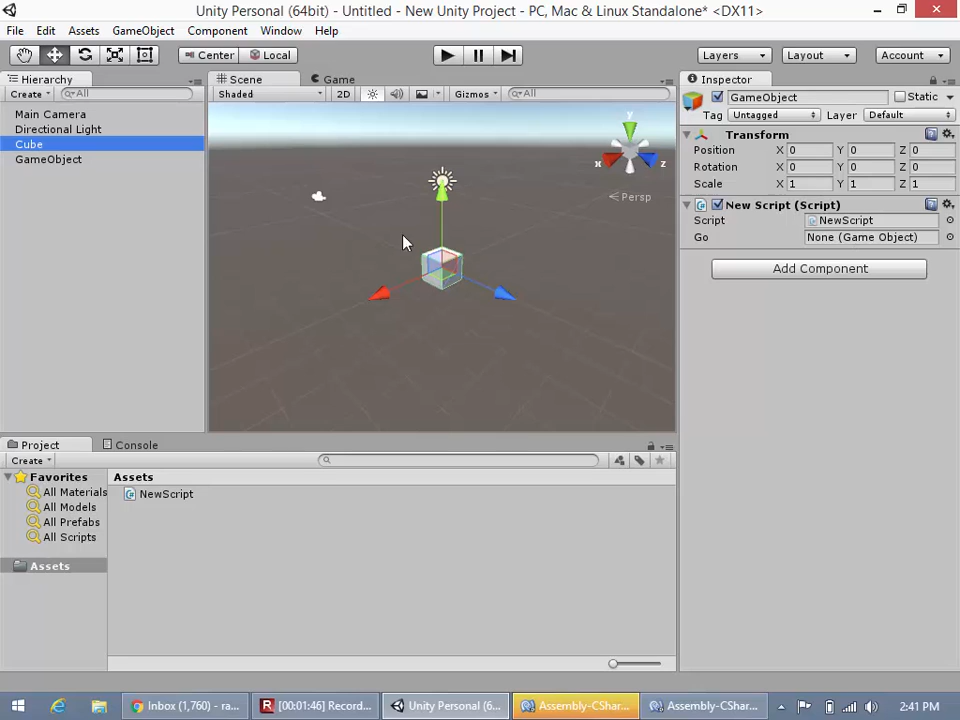 Unity Personal (64bit) - Untitled - New Unity Project - PC, Mac & Linux Standalone* <DX11>
File Edit Assets GameObject Component Window Help
Center Local Layers Layout Account
Hierarchy
Create All
Main Camera
Directional Light
Cube
GameObject
Scene Game
Shaded 2D Gizmos All
y
x z
Persp
Inspector
GameObject Static
Tag Untagged Layer Default
Transform
Position X 0 Y 0 Z 0
Rotation X 0 Y 0 Z 0
Scale X 1 Y 1 Z 1
New Script (Script)
Script NewScript
Go None (Game Object)
Add Component
Project Console
Create
Favorites
All Materials
All Models
All Prefabs
All Scripts
Assets
Assets
NewScript
Inbox (1,760) - ra... [00:01:46] Record... Unity Personal (6... Assembly-CShar... Assembly-CShar... 2:41 PM